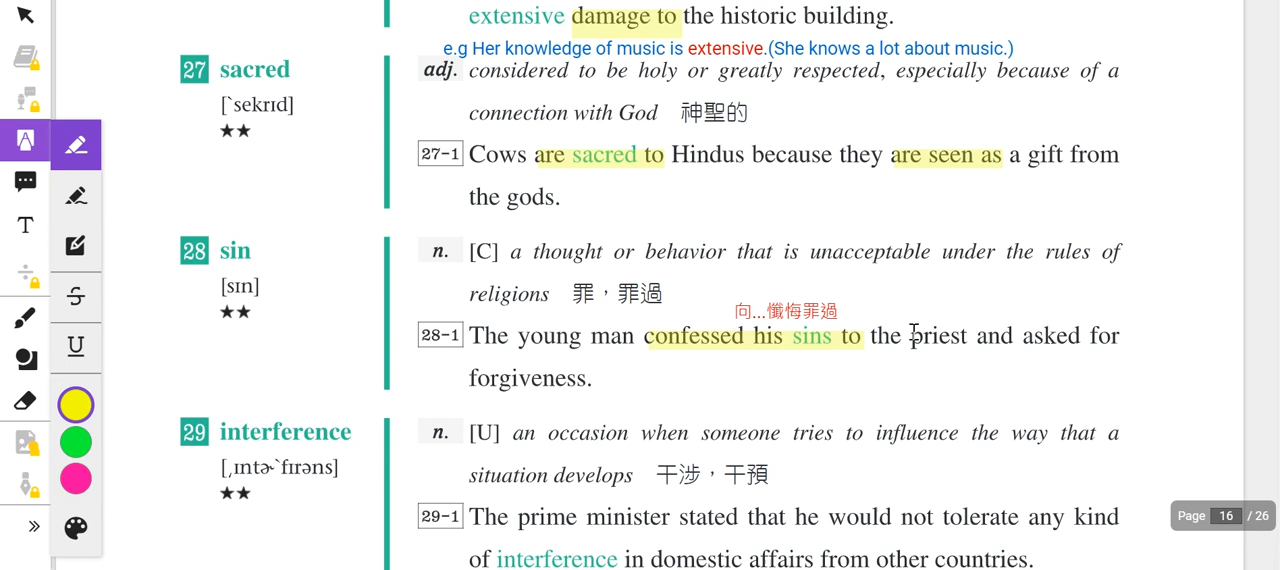 extensive damage to the historic building.
e.g Her knowledge of music is extensive.(She knows a lot about music.)
27 sacred
[ˋsekrɪd]
★★
adj. considered to be holy or greatly respected, especially because of a
connection with God 神聖的
27-1 Cows are sacred to Hindus because they are seen as a gift from
the gods.
28 sin
[sɪn]
★★
n. [C] a thought or behavior that is unacceptable under the rules of
religions 罪，罪過
向...懺悔罪過
28-1 The young man confessed his sins to the priest and asked for
forgiveness.
29 interference
[ˏɪntɚˋfɪrəns]
★★
n. [U] an occasion when someone tries to influence the way that a
situation develops 干涉，干預
29-1 The prime minister stated that he would not tolerate any kind
of interference in domestic affairs from other countries.
Page 16 / 26